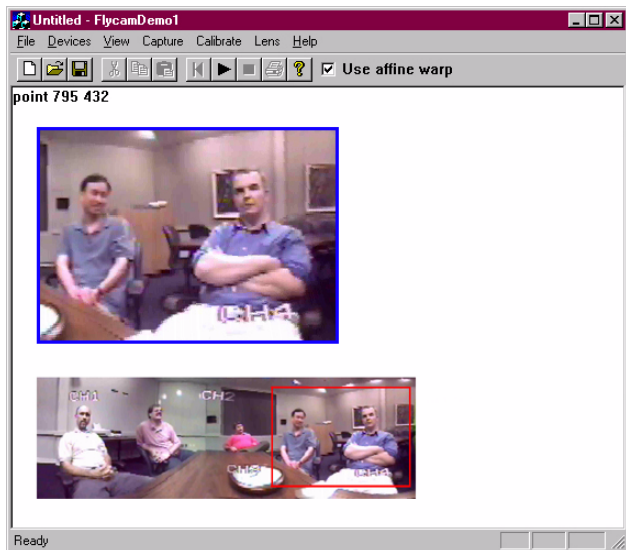 Untitled - FlycamDemo1
File Devices View Capture Calibrate Lens Help
Use affine warp
point 795 432
CH4
CH1 CH2
CH3 CH4
Ready